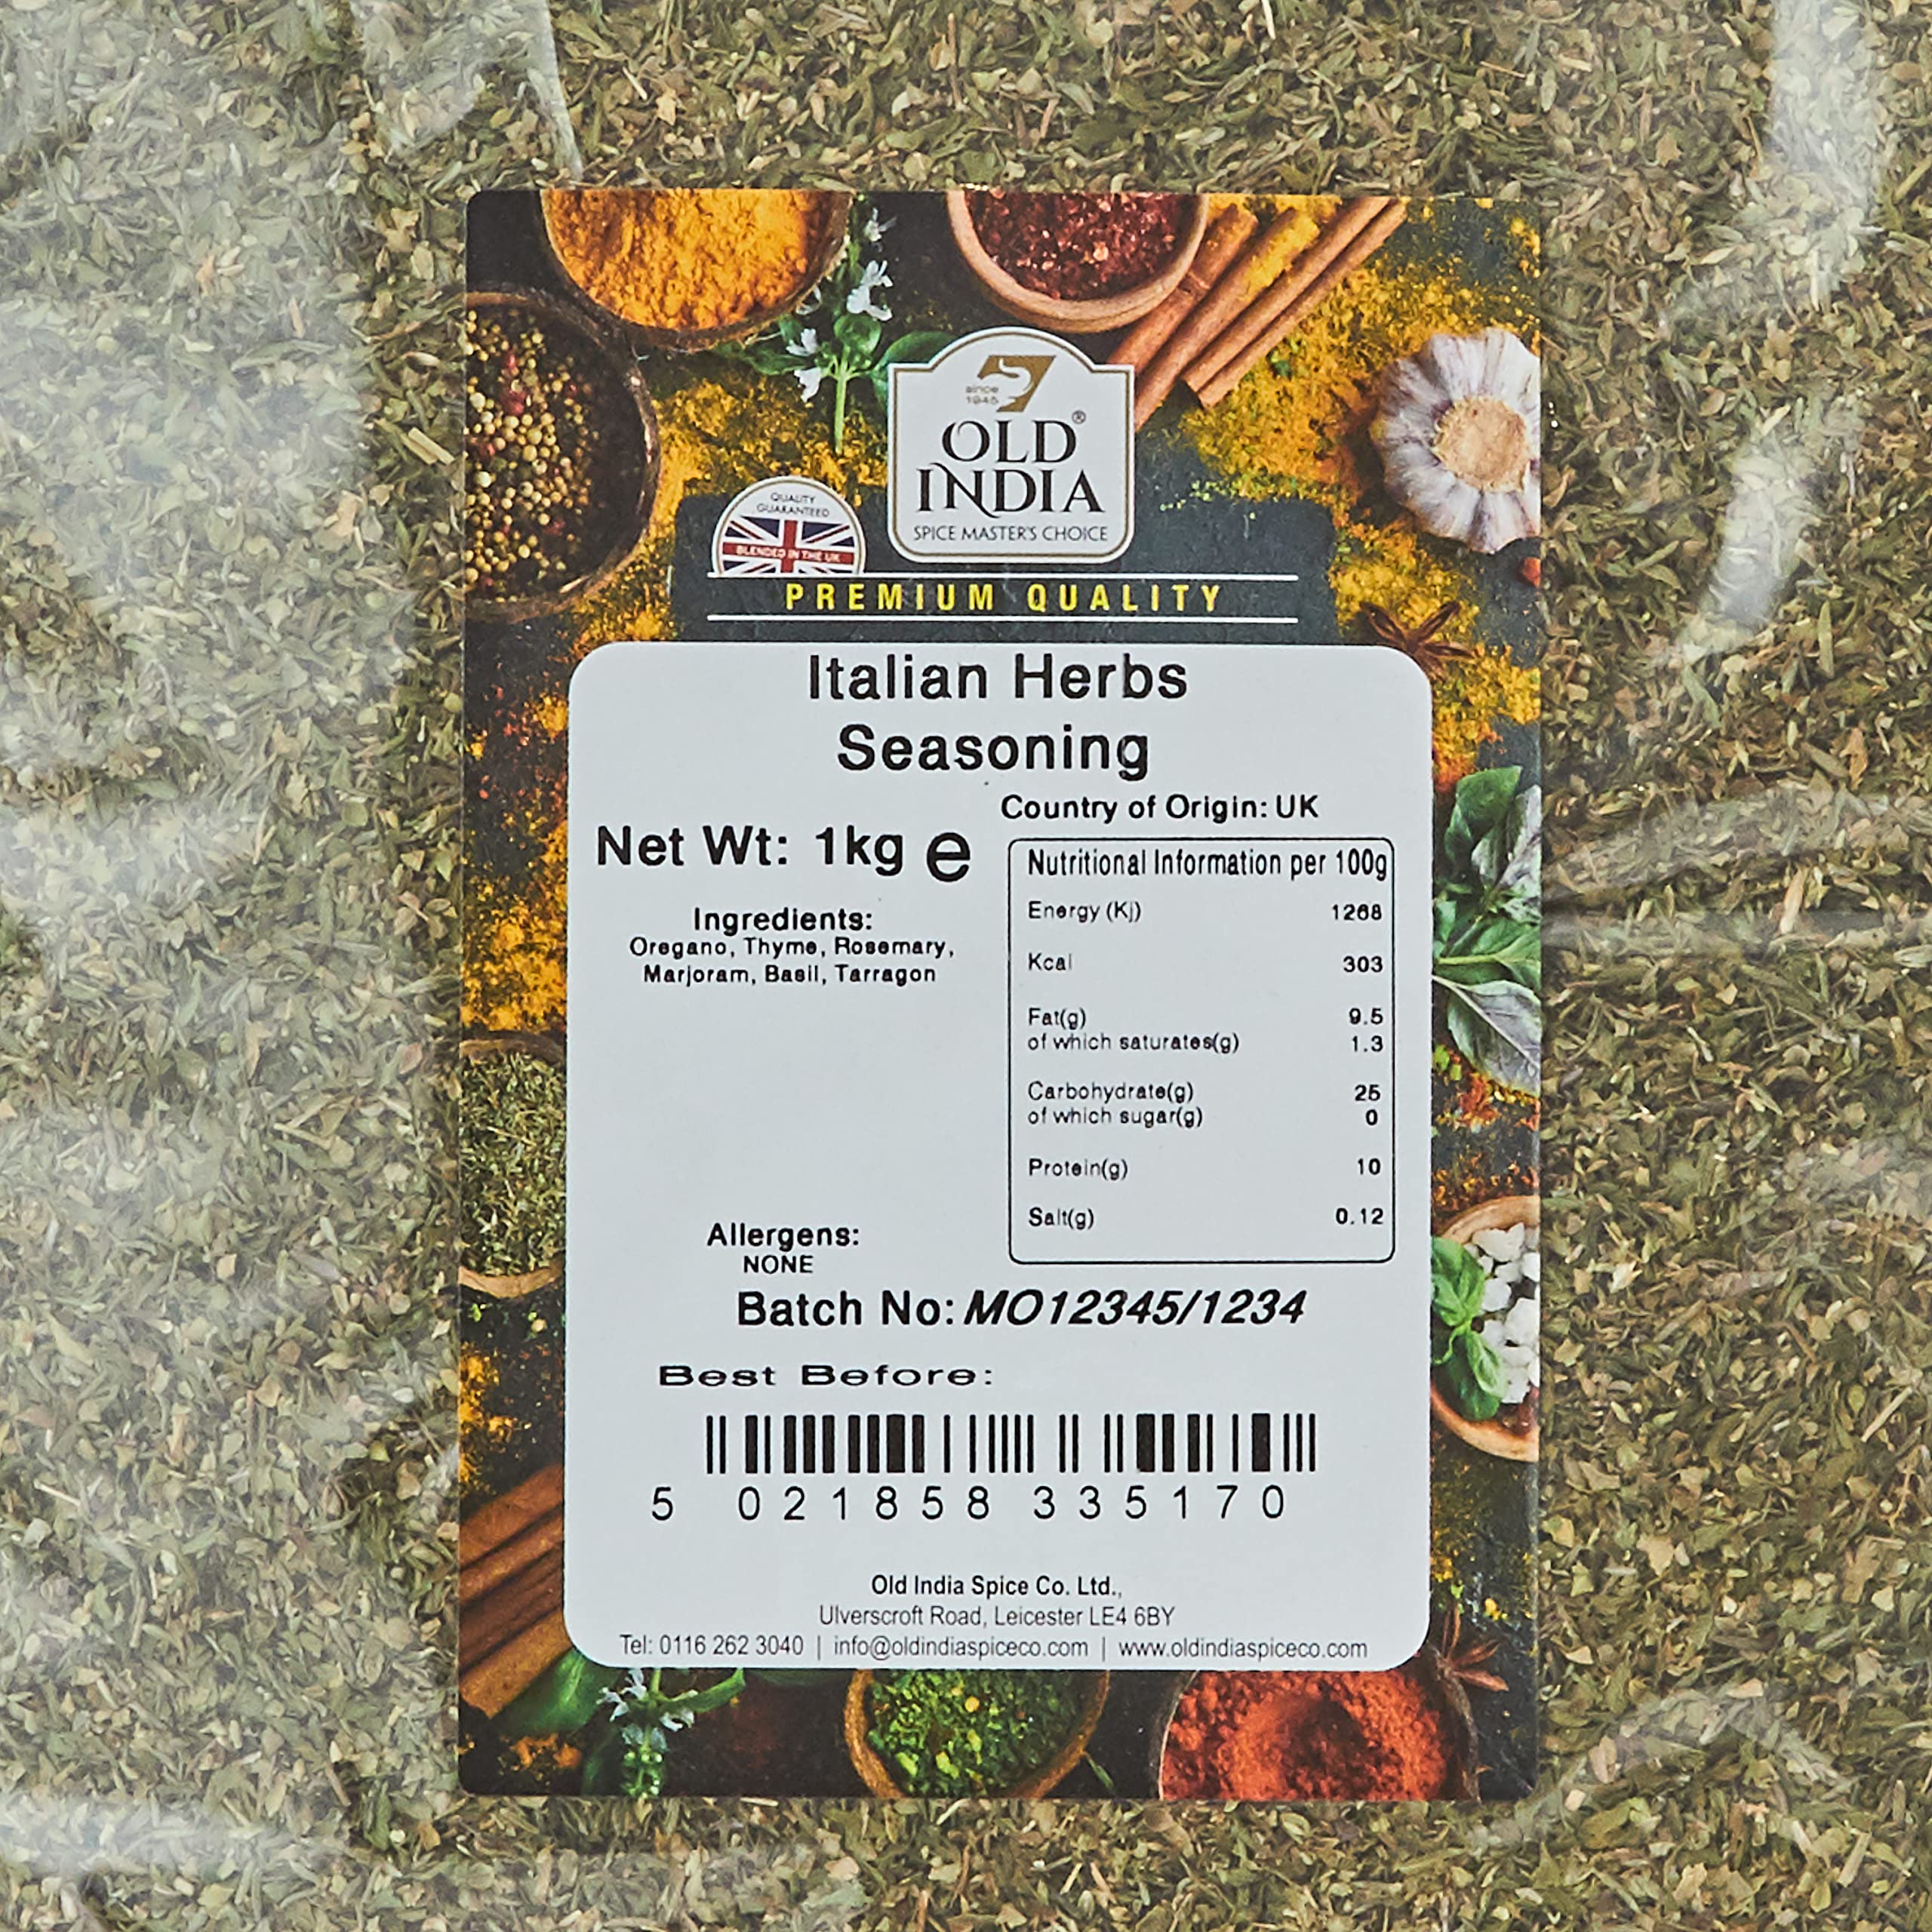 since
1945
OLD®
INDIA
SPICE MASTER'S CHOICE
QUALITY
GUARANTEED
BLENDED IN THE UK
PREMIUM QUALITY
Italian Herbs
Seasoning
Country of Origin: UK
Net Wt: 1kg e
Ingredients:
Oregano, Thyme, Rosemary,
Marjoram, Basil, Tarragon
Nutritional Information per 100g
Energy (Kj) 1268
Kcal 303
Fat(g) 9.5
of which saturates(g) 1.3
Carbohydrate(g) 25
of which sugar(g) 0
Protein(g) 10
Salt(g) 0.12
Allergens:
NONE
Batch No: MO12345/1234
Best Before:
5 021858 335170
Old India Spice Co. Ltd.,
Ulverscroft Road, Leicester LE4 6BY
Tel: 0116 262 3040 | info@oldindiaspiceco.com | www.oldindiaspiceco.com